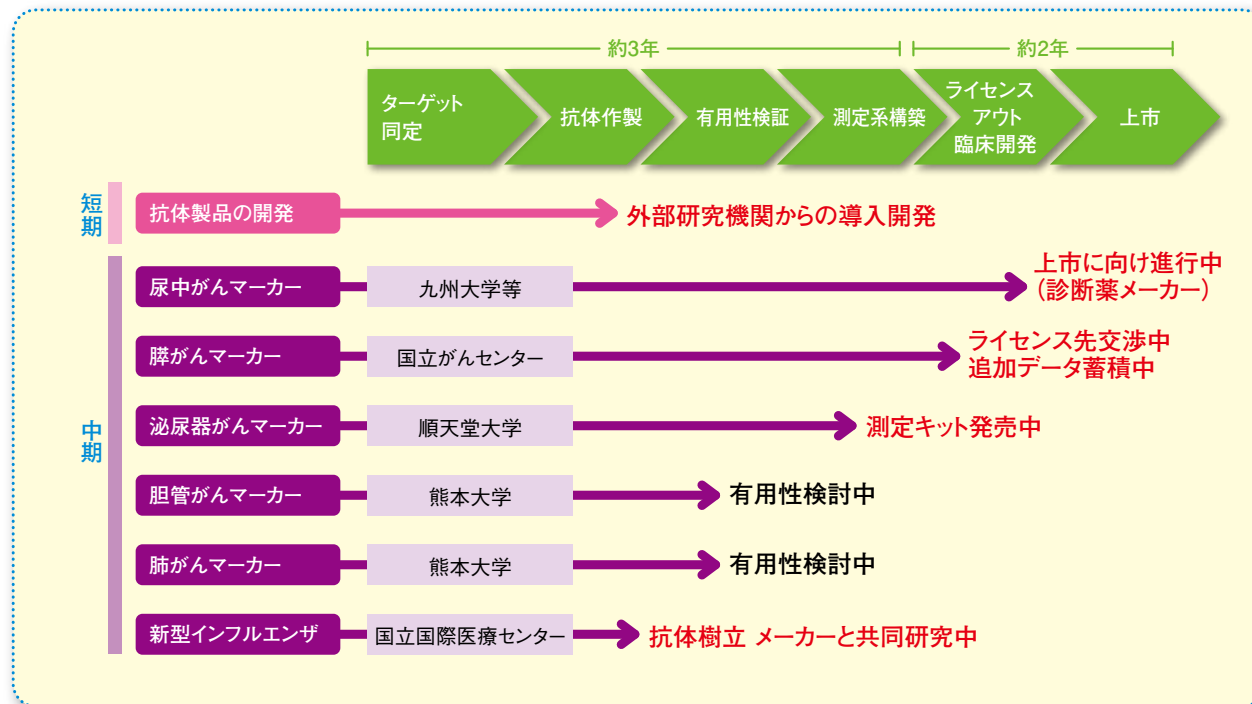 約3年
約2年
ターゲット
同定
抗体作製
有用性検証
測定系構築
ライセンス
アウト
臨床開発
上市
短期
抗体製品の開発
外部研究機関からの導入開発
中期
尿中がんマーカー
九州大学等
上市に向け進行中
（診断薬メーカー）
膵がんマーカー
国立がんセンター
ライセンス先交渉中
追加データ蓄積中
泌尿器がんマーカー
順天堂大学
測定キット発売中
胆管がんマーカー
熊本大学
有用性検討中
肺がんマーカー
熊本大学
有用性検討中
新型インフルエンザ
国立国際医療センター
抗体樹立 メーカーと共同研究中